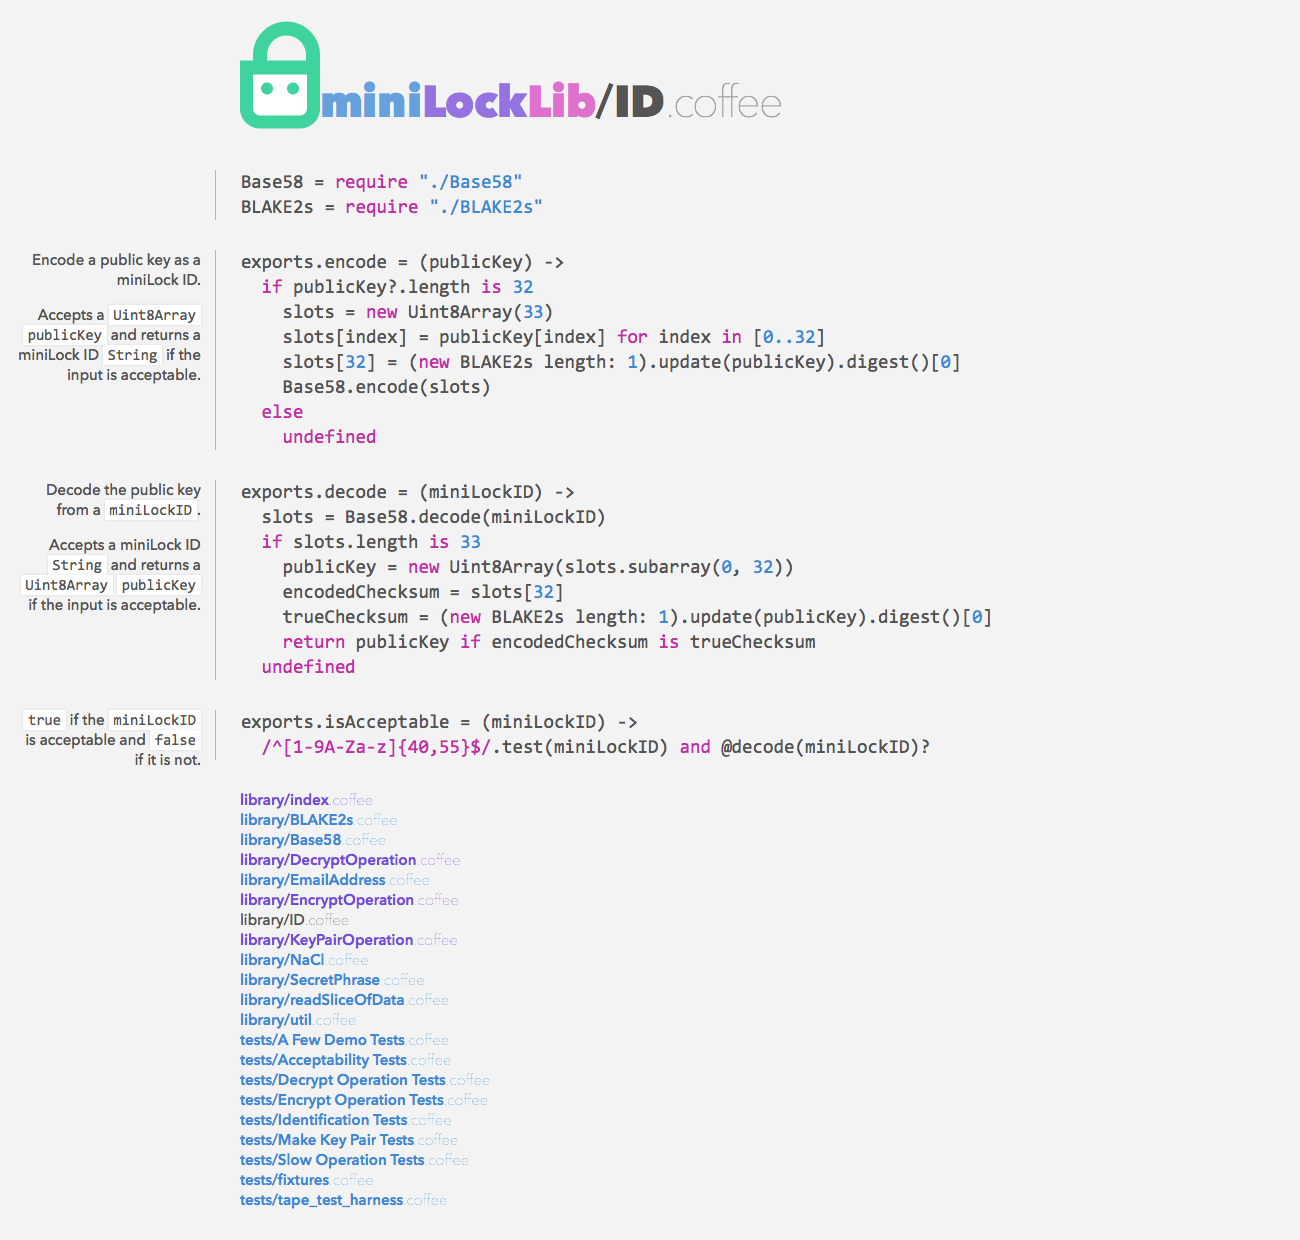 miniLockLib/ID.coffee
Base58 = require "./Base58"
BLAKE2s = require "./BLAKE2s"
Encode a public key as a
miniLock ID.
Accepts a Uint8Array
publicKey and returns a
miniLock ID String if the
input is acceptable.
exports.encode = (publicKey) ->
  if publicKey?.length is 32
    slots = new Uint8Array(33)
    slots[index] = publicKey[index] for index in [0..32]
    slots[32] = (new BLAKE2s length: 1).update(publicKey).digest()[0]
    Base58.encode(slots)
  else
    undefined
Decode the public key
from a miniLockID.
Accepts a miniLock ID
String and returns a
Uint8Array publicKey
if the input is acceptable.
exports.decode = (miniLockID) ->
  slots = Base58.decode(miniLockID)
  if slots.length is 33
    publicKey = new Uint8Array(slots.subarray(0, 32))
    encodedChecksum = slots[32]
    trueChecksum = (new BLAKE2s length: 1).update(publicKey).digest()[0]
    return publicKey if encodedChecksum is trueChecksum
  undefined
true if the miniLockID
is acceptable and false
if it is not.
exports.isAcceptable = (miniLockID) ->
  /^[1-9A-Za-z]{40,55}$/.test(miniLockID) and @decode(miniLockID)?
library/index.coffee
library/BLAKE2s.coffee
library/Base58.coffee
library/DecryptOperation.coffee
library/EmailAddress.coffee
library/EncryptOperation.coffee
library/ID.coffee
library/KeyPairOperation.coffee
library/NaCl.coffee
library/SecretPhrase.coffee
library/readSliceOfData.coffee
library/util.coffee
tests/A Few Demo Tests.coffee
tests/Acceptability Tests.coffee
tests/Decrypt Operation Tests.coffee
tests/Encrypt Operation Tests.coffee
tests/Identification Tests.coffee
tests/Make Key Pair Tests.coffee
tests/Slow Operation Tests.coffee
tests/fixtures.coffee
tests/tape_test_harness.coffee